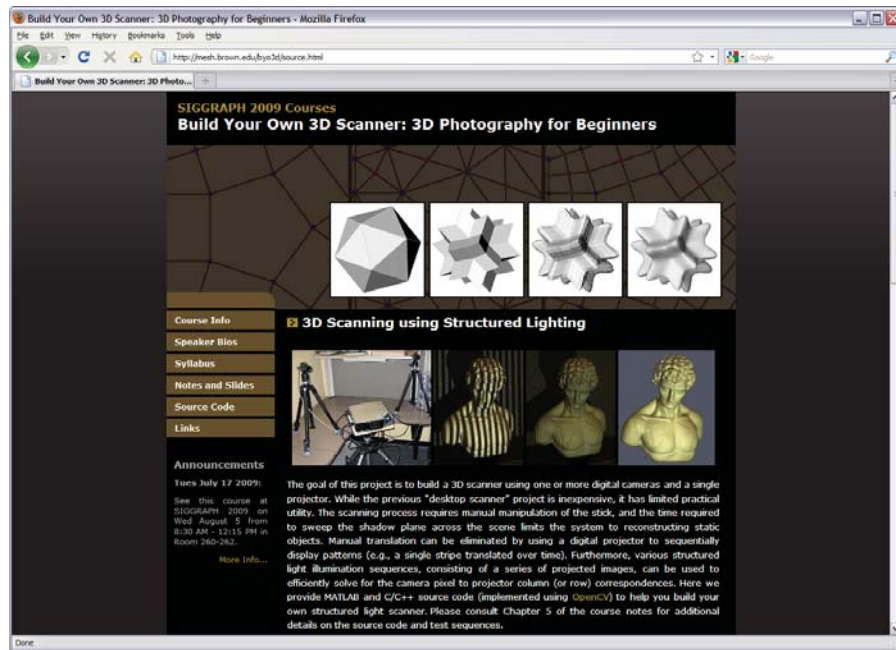 Build Your Own 3D Scanner: 3D Photography for Beginners - Mozilla Firefox
File Edit View History Bookmarks Tools Help
http://mesh.brown.edu/byo3d/source.html
Google
Build Your Own 3D Scanner: 3D Photo...
SIGGRAPH 2009 Courses
Build Your Own 3D Scanner: 3D Photography for Beginners
Course Info
Speaker Bios
Syllabus
Notes and Slides
Source Code
Links
Announcements
Tues July 17 2009:
See this course at
SIGGRAPH 2009 on
Wed August 5 from
8:30 AM - 12:15 PM in
Room 260-262.
More Info...
3D Scanning using Structured Lighting
The goal of this project is to build a 3D scanner using one or more digital cameras and a single
projector. While the previous "desktop scanner" project is inexpensive, it has limited practical
utility. The scanning process requires manual manipulation of the stick, and the time required
to sweep the shadow plane across the scene limits the system to reconstructing static
objects. Manual translation can be eliminated by using a digital projector to sequentially
display patterns (e.g., a single stripe translated over time). Furthermore, various structured
light illumination sequences, consisting of a series of projected images, can be used to
efficiently solve for the camera pixel to projector column (or row) correspondences. Here we
provide MATLAB and C/C++ source code (implemented using OpenCV) to help you build your
own structured light scanner. Please consult Chapter 5 of the course notes for additional
details on the source code and test sequences.
Done